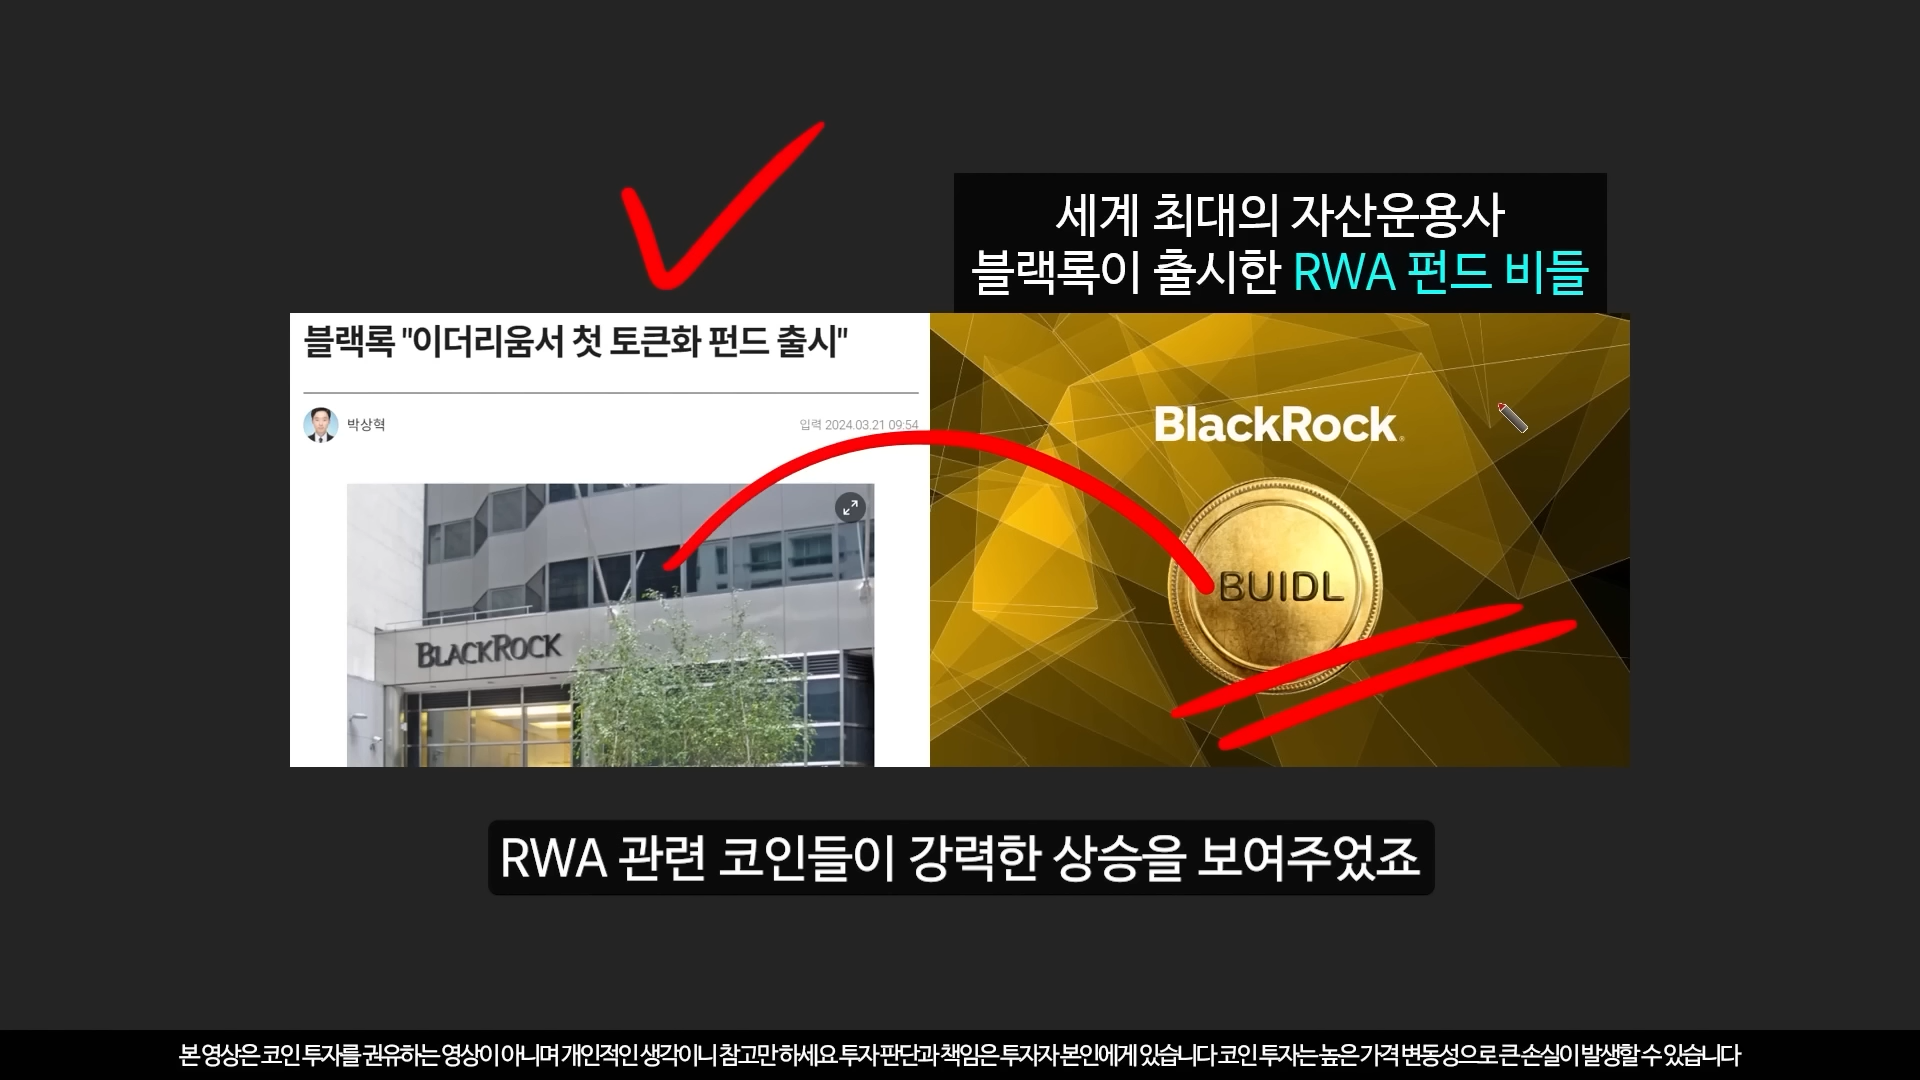 세계 최대의 자산운용사
블랙록이 출시한 RWA 펀드 비들
블랙록 "이더리움서 첫 토큰화 펀드 출시"
박상혁
입력 2024.03.21 09:54
BLACKROCK
BlackRock
BUIDL
RWA 관련 코인들이 강력한 상승을 보여주었죠
본 영상은 코인 투자를 권유하는 영상이 아니며 개인적인 생각이니 참고만 하세요 투자 판단과 책임은 투자자 본인에게 있습니다 코인 투자는 높은 가격 변동성으로 큰 손실이 발생할 수 있습니다